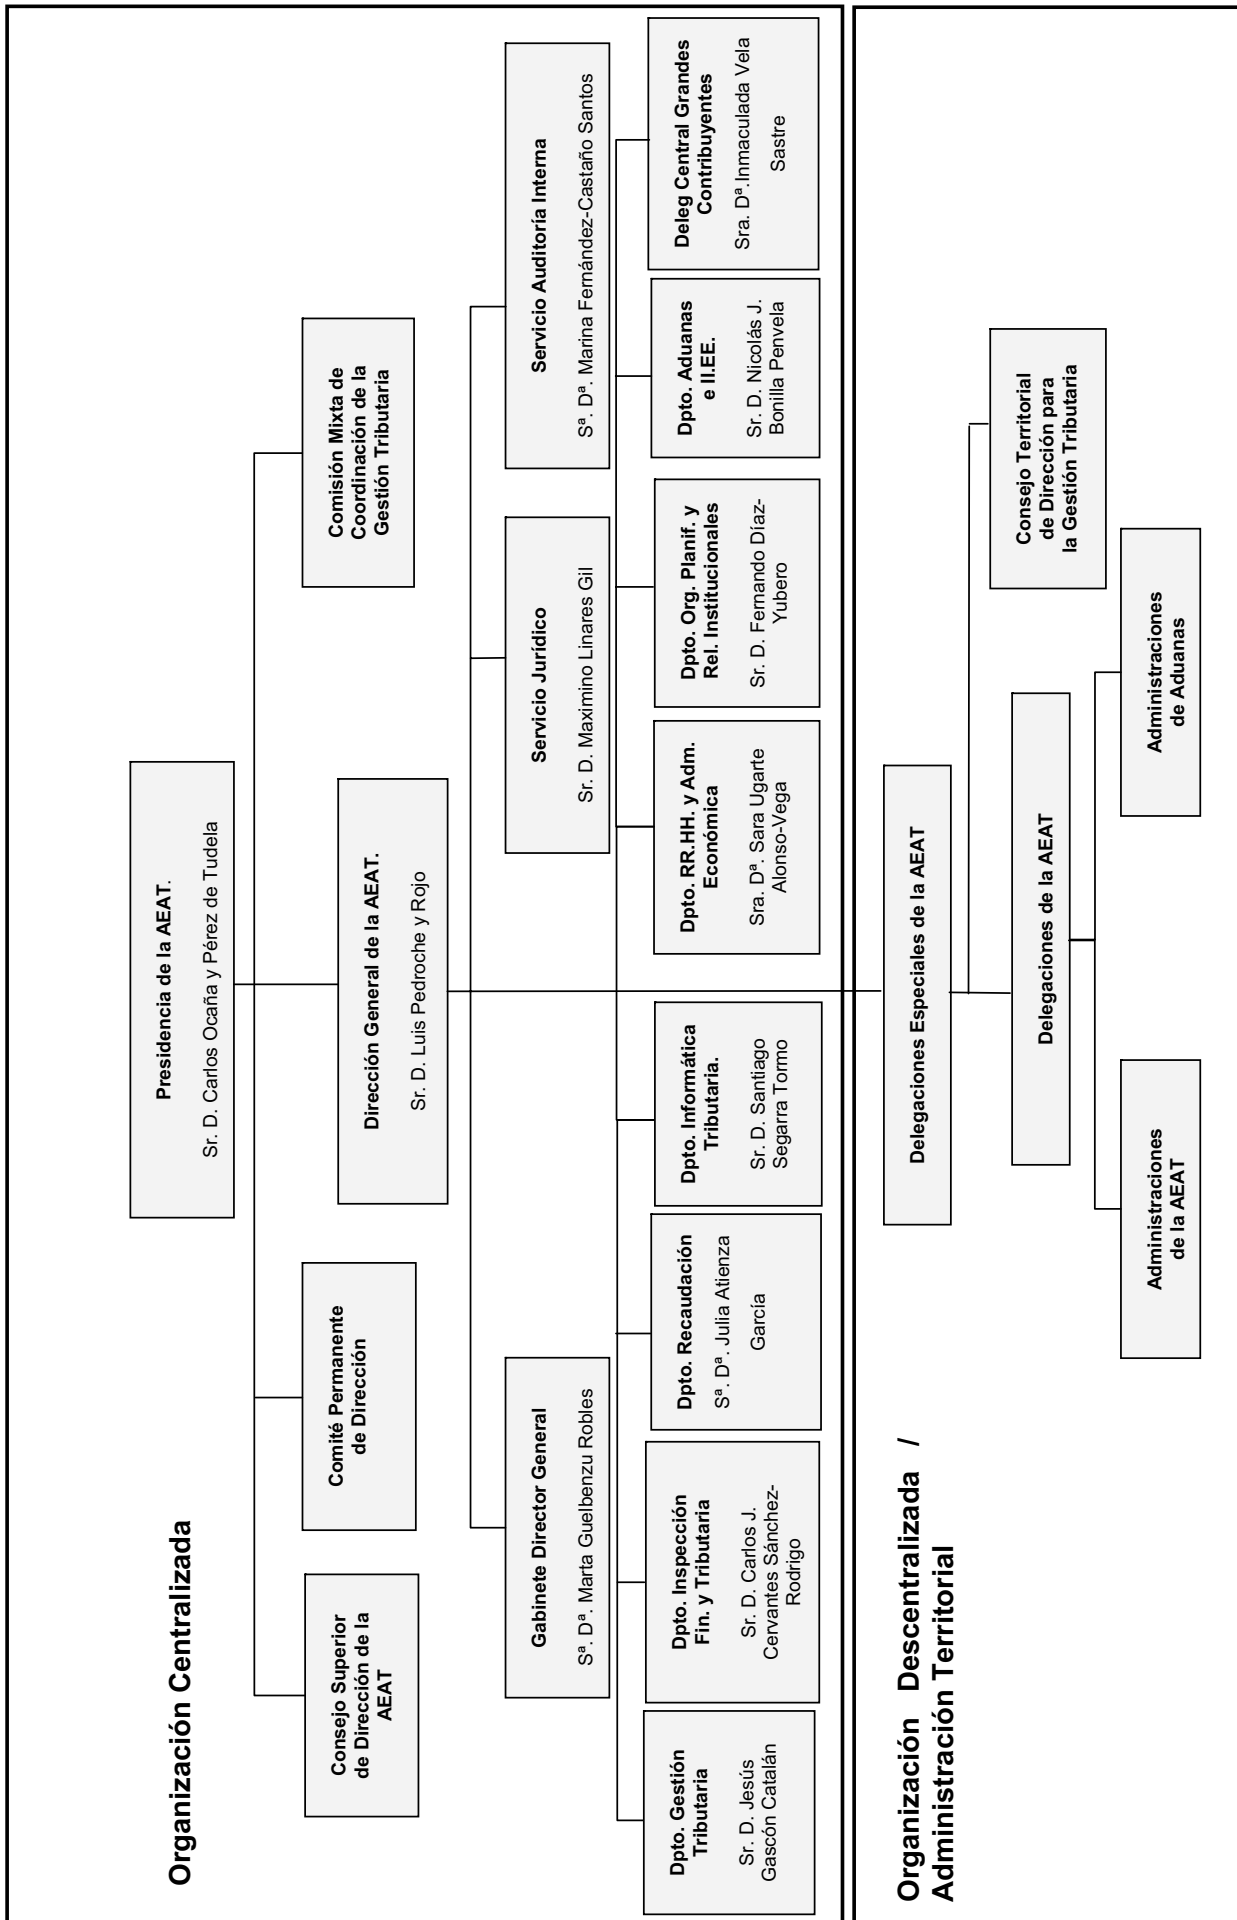 Organización Centralizada
Presidencia de la AEAT.
Sr. D. Carlos Ocaña y Pérez de Tudela
Consejo Superior
de Dirección de la
AEAT
Comité Permanente
de Dirección
Comisión Mixta de
Coordinación de la
Gestión Tributaria
Dirección General de la AEAT.
Sr. D. Luis Pedroche y Rojo
Gabinete Director General
Sª. Dª. Marta Guelbenzu Robles
Servicio Jurídico
Sr. D. Maximino Linares Gil
Servicio Auditoría Interna
Sª. Dª. Marina Fernández-Castaño Santos
Dpto. Gestión
Tributaria
Sr. D. Jesús
Gascón Catalán
Dpto. Inspección
Fin. y Tributaria
Sr. D. Carlos J.
Cervantes Sánchez-
Rodrigo
Dpto. Recaudación
Sª. Dª. Julia Atienza
García
Dpto. Informática
Tributaria.
Sr. D. Santiago
Segarra Tormo
Dpto. RR.HH. y Adm.
Económica
Sra. Dª. Sara Ugarte
Alonso-Vega
Dpto. Org. Planif. y
Rel. Institucionales
Sr. D. Fernando Díaz-
Yubero
Dpto. Aduanas
e II.EE.
Sr. D. Nicolás J.
Bonilla Penvela
Deleg Central Grandes
Contribuyentes
Sra. Dª.Inmaculada Vela
Sastre
Organización Descentralizada /
Administración Territorial
Delegaciones Especiales de la AEAT
Consejo Territorial
de Dirección para
la Gestión Tributaria
Delegaciones de la AEAT
Administraciones
de la AEAT
Administraciones
de Aduanas